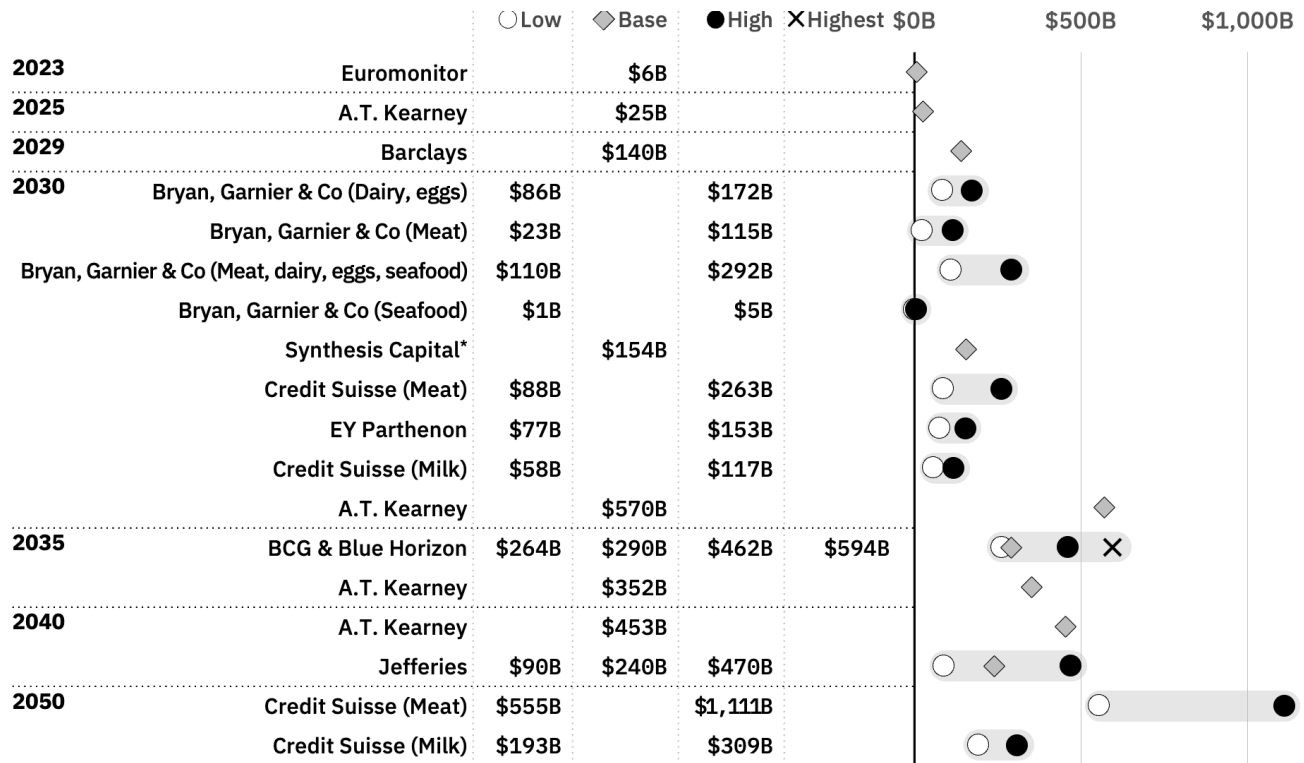 Low Base High Highest $0B $500B $1,000B
2023 Euromonitor $6B
2025 A.T. Kearney $25B
2029 Barclays $140B
2030 Bryan, Garnier & Co (Dairy, eggs) $86B $172B
Bryan, Garnier & Co (Meat) $23B $115B
Bryan, Garnier & Co (Meat, dairy, eggs, seafood) $110B $292B
Bryan, Garnier & Co (Seafood) $1B $5B
Synthesis Capital* $154B
Credit Suisse (Meat) $88B $263B
EY Parthenon $77B $153B
Credit Suisse (Milk) $58B $117B
A.T. Kearney $570B
2035 BCG & Blue Horizon $264B $290B $462B $594B
A.T. Kearney $352B
2040 A.T. Kearney $453B
Jefferies $90B $240B $470B
2050 Credit Suisse (Meat) $555B $1,111B
Credit Suisse (Milk) $193B $309B